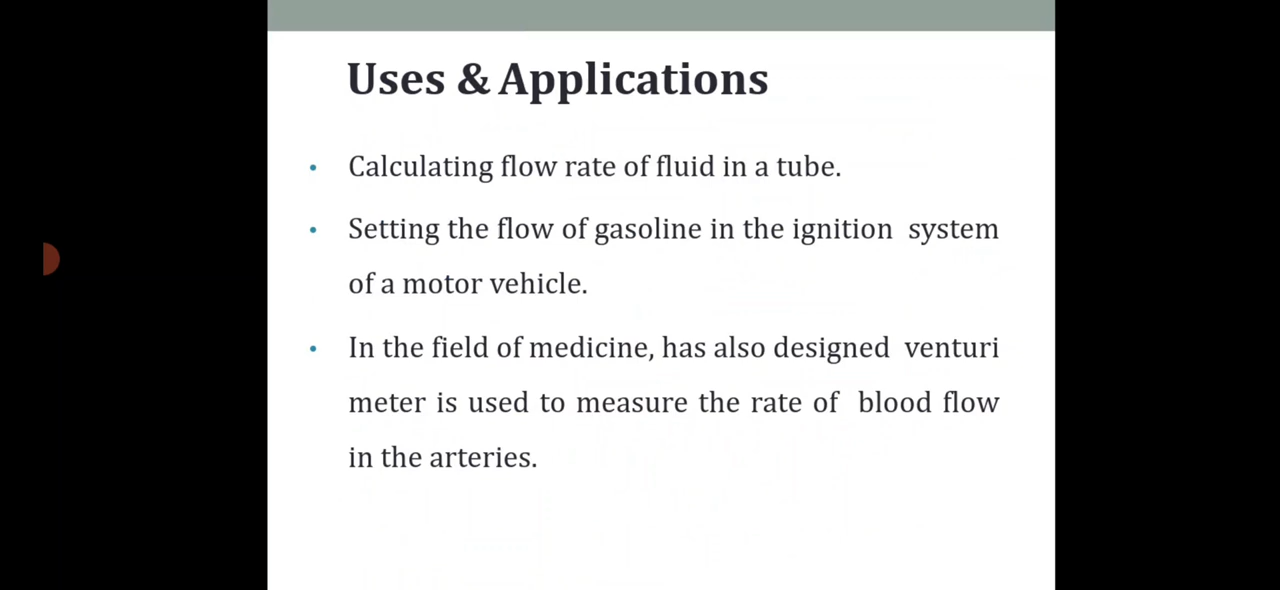 Uses & Applications
• Calculating flow rate of fluid in a tube.
• Setting the flow of gasoline in the ignition system
of a motor vehicle.
• In the field of medicine, has also designed venturi
meter is used to measure the rate of blood flow
in the arteries.